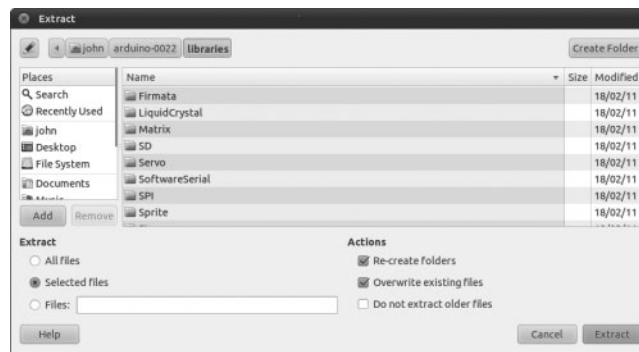 Extract
john arduino-0022 libraries Create Folder
Places Name Size Modified
Search Firmata 18/02/11
Recently Used LiquidCrystal 18/02/11
john Matrix 18/02/11
Desktop SD 18/02/11
File System Servo 18/02/11
Documents SoftwareSerial 18/02/11
SPI 18/02/11
Add Remove Sprite 18/02/11
Extract Actions
All files Re-create folders
Selected files Overwrite existing files
Files: Do not extract older files
Help Cancel Extract